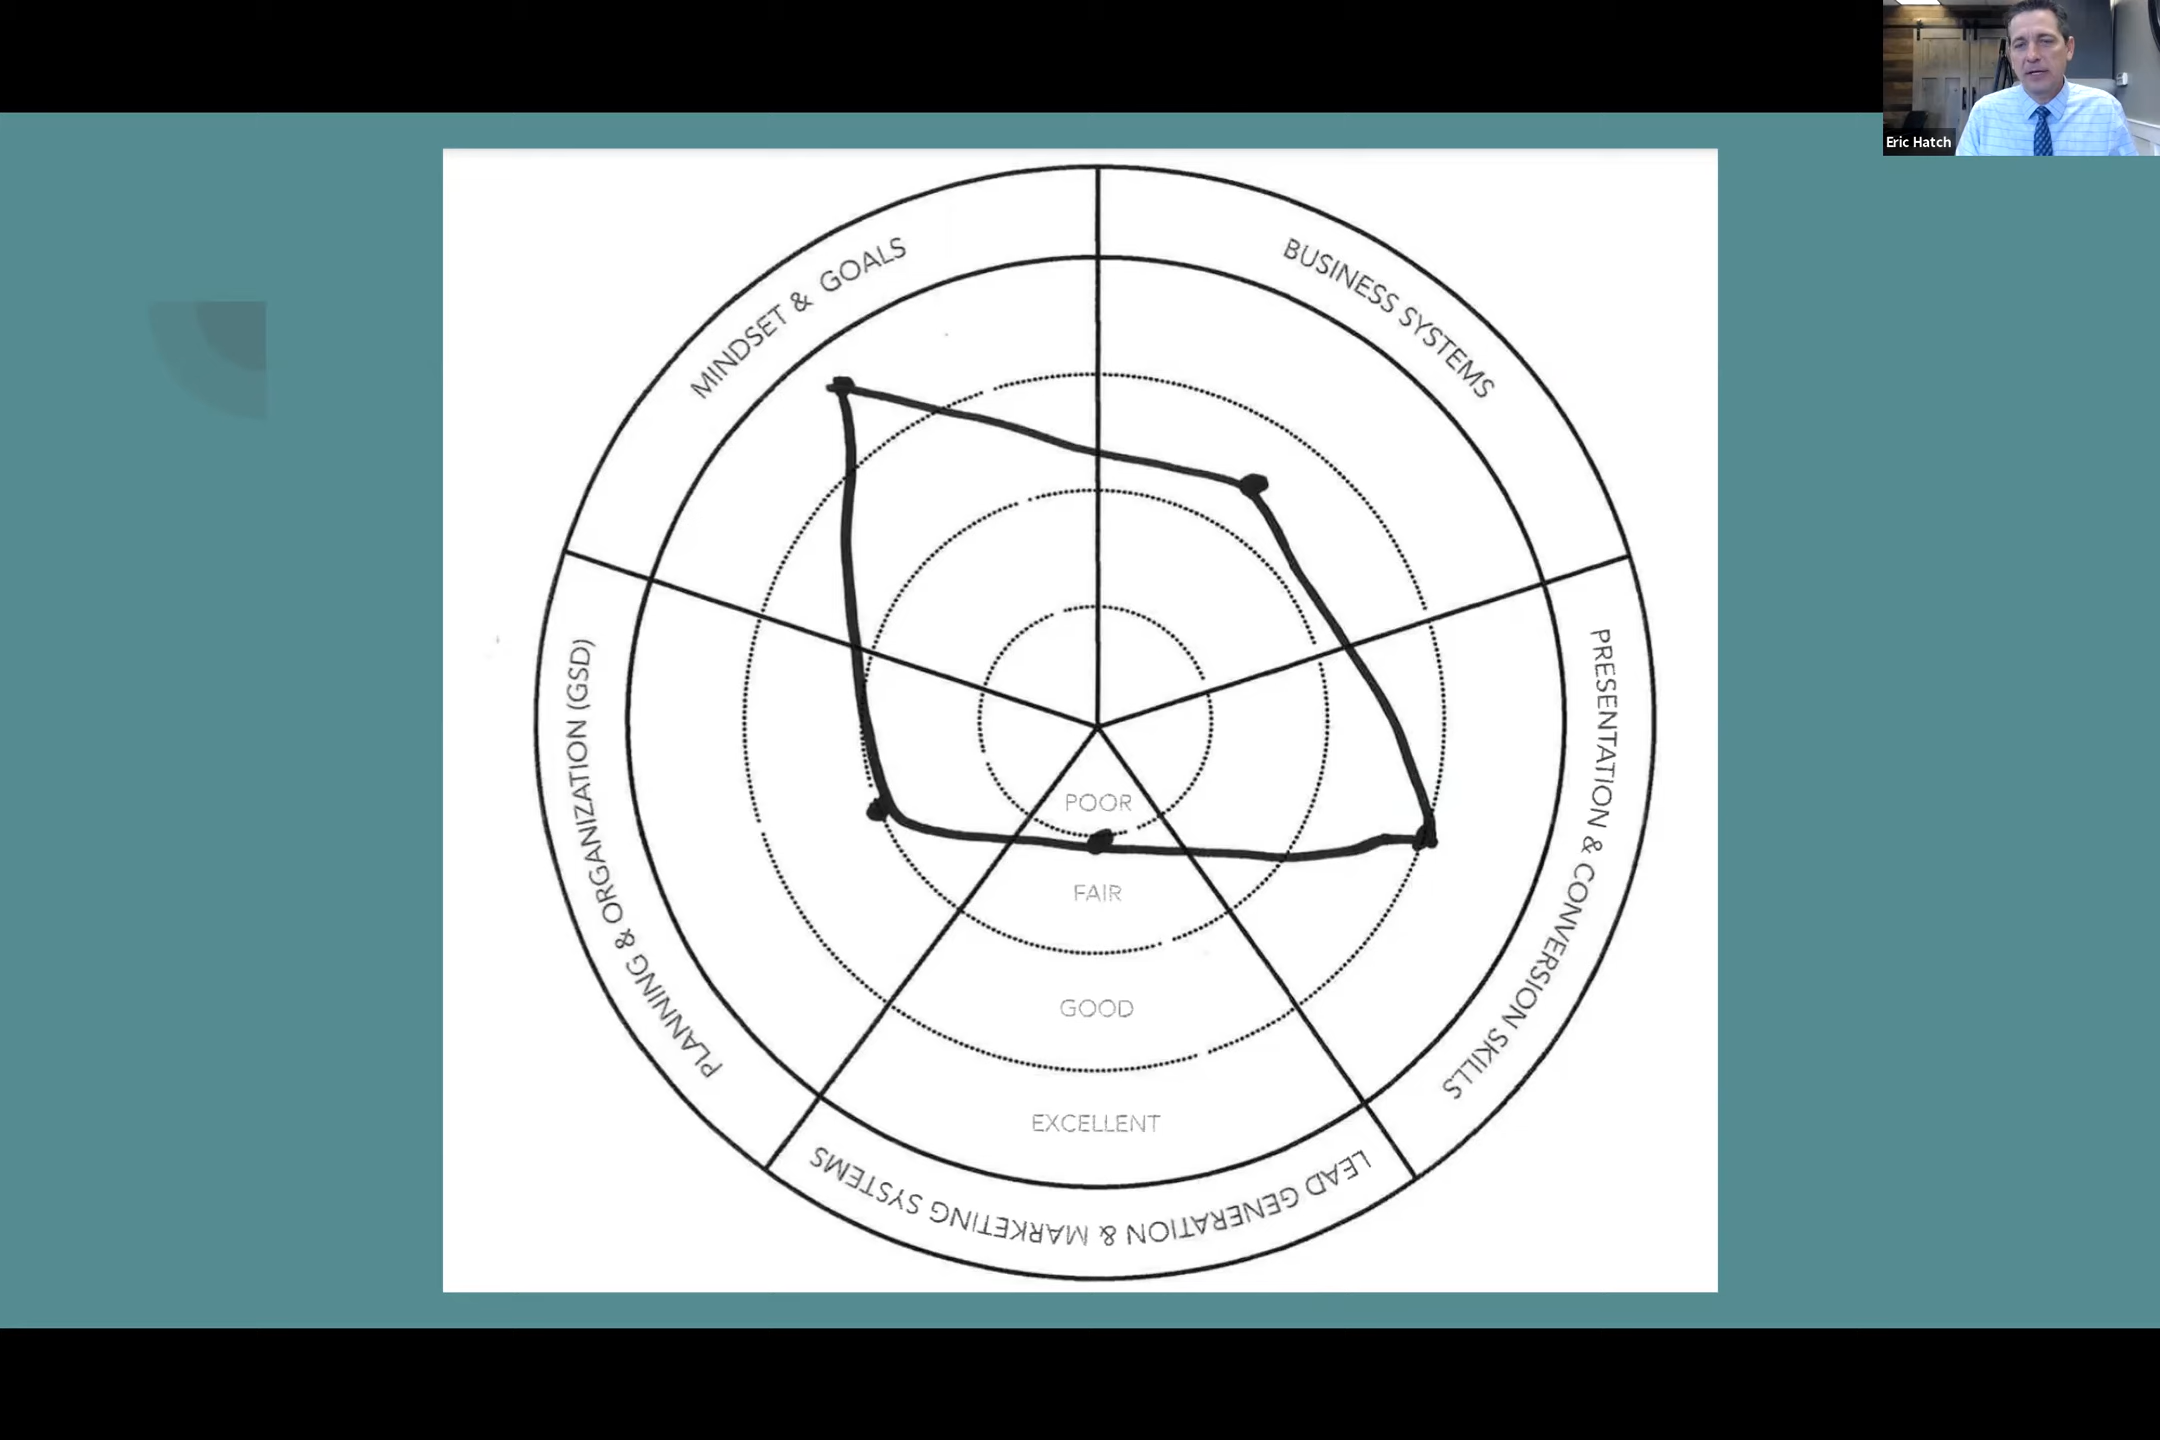 Eric Hatch
MINDSET & GOALS
BUSINESS SYSTEMS
PLANNING & ORGANIZATION (GSD)
PRESENTATION & CONVERSION SKILLS
POOR
FAIR
GOOD
EXCELLENT
LEAD GENERATION & MARKETING SYSTEMS